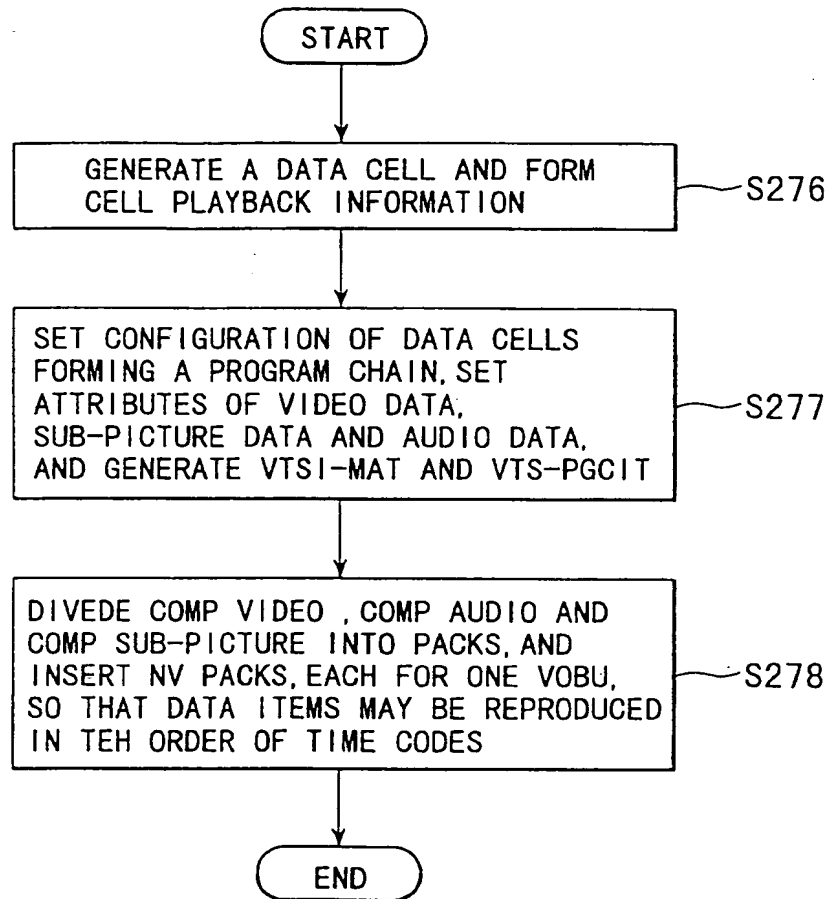 START
GENERATE A DATA CELL AND FORM
CELL PLAYBACK INFORMATION
S276
SET CONFIGURATION OF DATA CELLS
FORMING A PROGRAM CHAIN, SET
ATTRIBUTES OF VIDEO DATA,
SUB-PICTURE DATA AND AUDIO DATA,
AND GENERATE VTSI-MAT AND VTS-PGCIT
S277
DIVEDE COMP VIDEO , COMP AUDIO AND
COMP SUB-PICTURE INTO PACKS, AND
INSERT NV PACKS, EACH FOR ONE VOBU,
SO THAT DATA ITEMS MAY BE REPRODUCED
IN TEH ORDER OF TIME CODES
S278
END